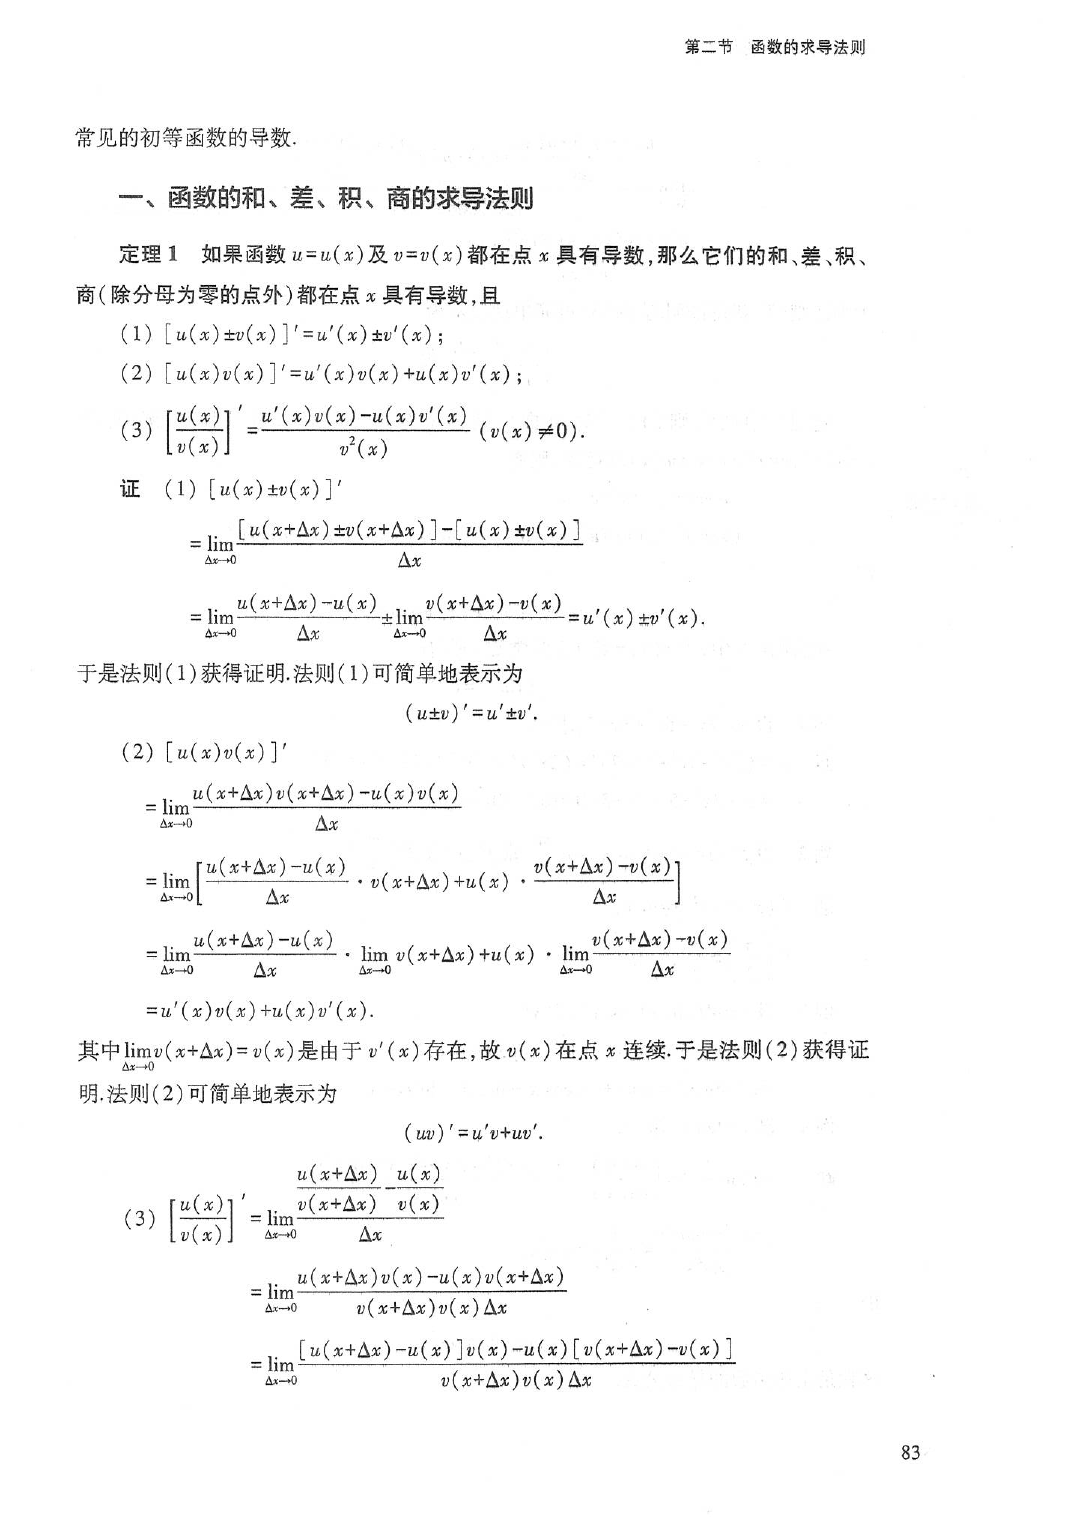 第二节 函数的求导法则
常见的初等函数的导数.
一、函数的和、差、积、商的求导法则
定理1 如果函数 u=u(x)及 v=v(x)都在点 x 具有导数,那么它们的和、差、积、
商(除分母为零的点外)都在点 x 具有导数,且
(1) [u(x)±v(x)]′=u′(x)±v′(x);
(2) [u(x)v(x)]′=u′(x)v(x)+u(x)v′(x);
(3) [u(x)/v(x)]′=(u′(x)v(x)-u(x)v′(x))/v²(x) (v(x)≠0).
证 (1) [u(x)±v(x)]′
=lim_{Δx→0} ([u(x+Δx)±v(x+Δx)]-[u(x)±v(x)])/Δx
=lim_{Δx→0} (u(x+Δx)-u(x))/Δx ± lim_{Δx→0} (v(x+Δx)-v(x))/Δx =u′(x)±v′(x).
于是法则(1)获得证明.法则(1)可简单地表示为
(u±v)′=u′±v′.
(2) [u(x)v(x)]′
=lim_{Δx→0} (u(x+Δx)v(x+Δx)-u(x)v(x))/Δx
=lim_{Δx→0} [(u(x+Δx)-u(x))/Δx · v(x+Δx)+u(x) · (v(x+Δx)-v(x))/Δx]
=lim_{Δx→0} (u(x+Δx)-u(x))/Δx · lim_{Δx→0} v(x+Δx)+u(x) · lim_{Δx→0} (v(x+Δx)-v(x))/Δx
=u′(x)v(x)+u(x)v′(x).
其中 lim_{Δx→0} v(x+Δx)=v(x)是由于 v′(x)存在,故 v(x)在点 x 连续.于是法则(2)获得证
明.法则(2)可简单地表示为
(uv)′=u′v+uv′.
(3) [u(x)/v(x)]′=lim_{Δx→0} (u(x+Δx)/v(x+Δx)-u(x)/v(x))/Δx
=lim_{Δx→0} (u(x+Δx)v(x)-u(x)v(x+Δx))/(v(x+Δx)v(x)Δx)
=lim_{Δx→0} ([u(x+Δx)-u(x)]v(x)-u(x)[v(x+Δx)-v(x)])/(v(x+Δx)v(x)Δx)
83